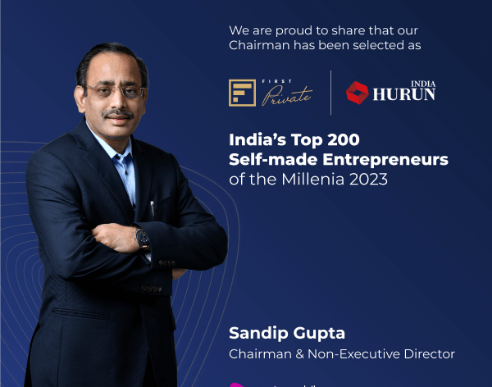 We are proud to share that our
Chairman has been selected as
FIRST
Private
INDIA
HURUN
India's Top 200
Self-made Entrepreneurs
of the Millenia 2023
Sandip Gupta
Chairman & Non-Executive Director